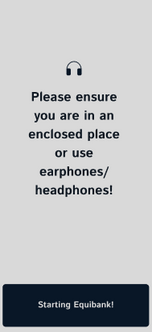 Please ensure
you are in an
enclosed place
or use
earphones/
headphones!
Starting Equibank!